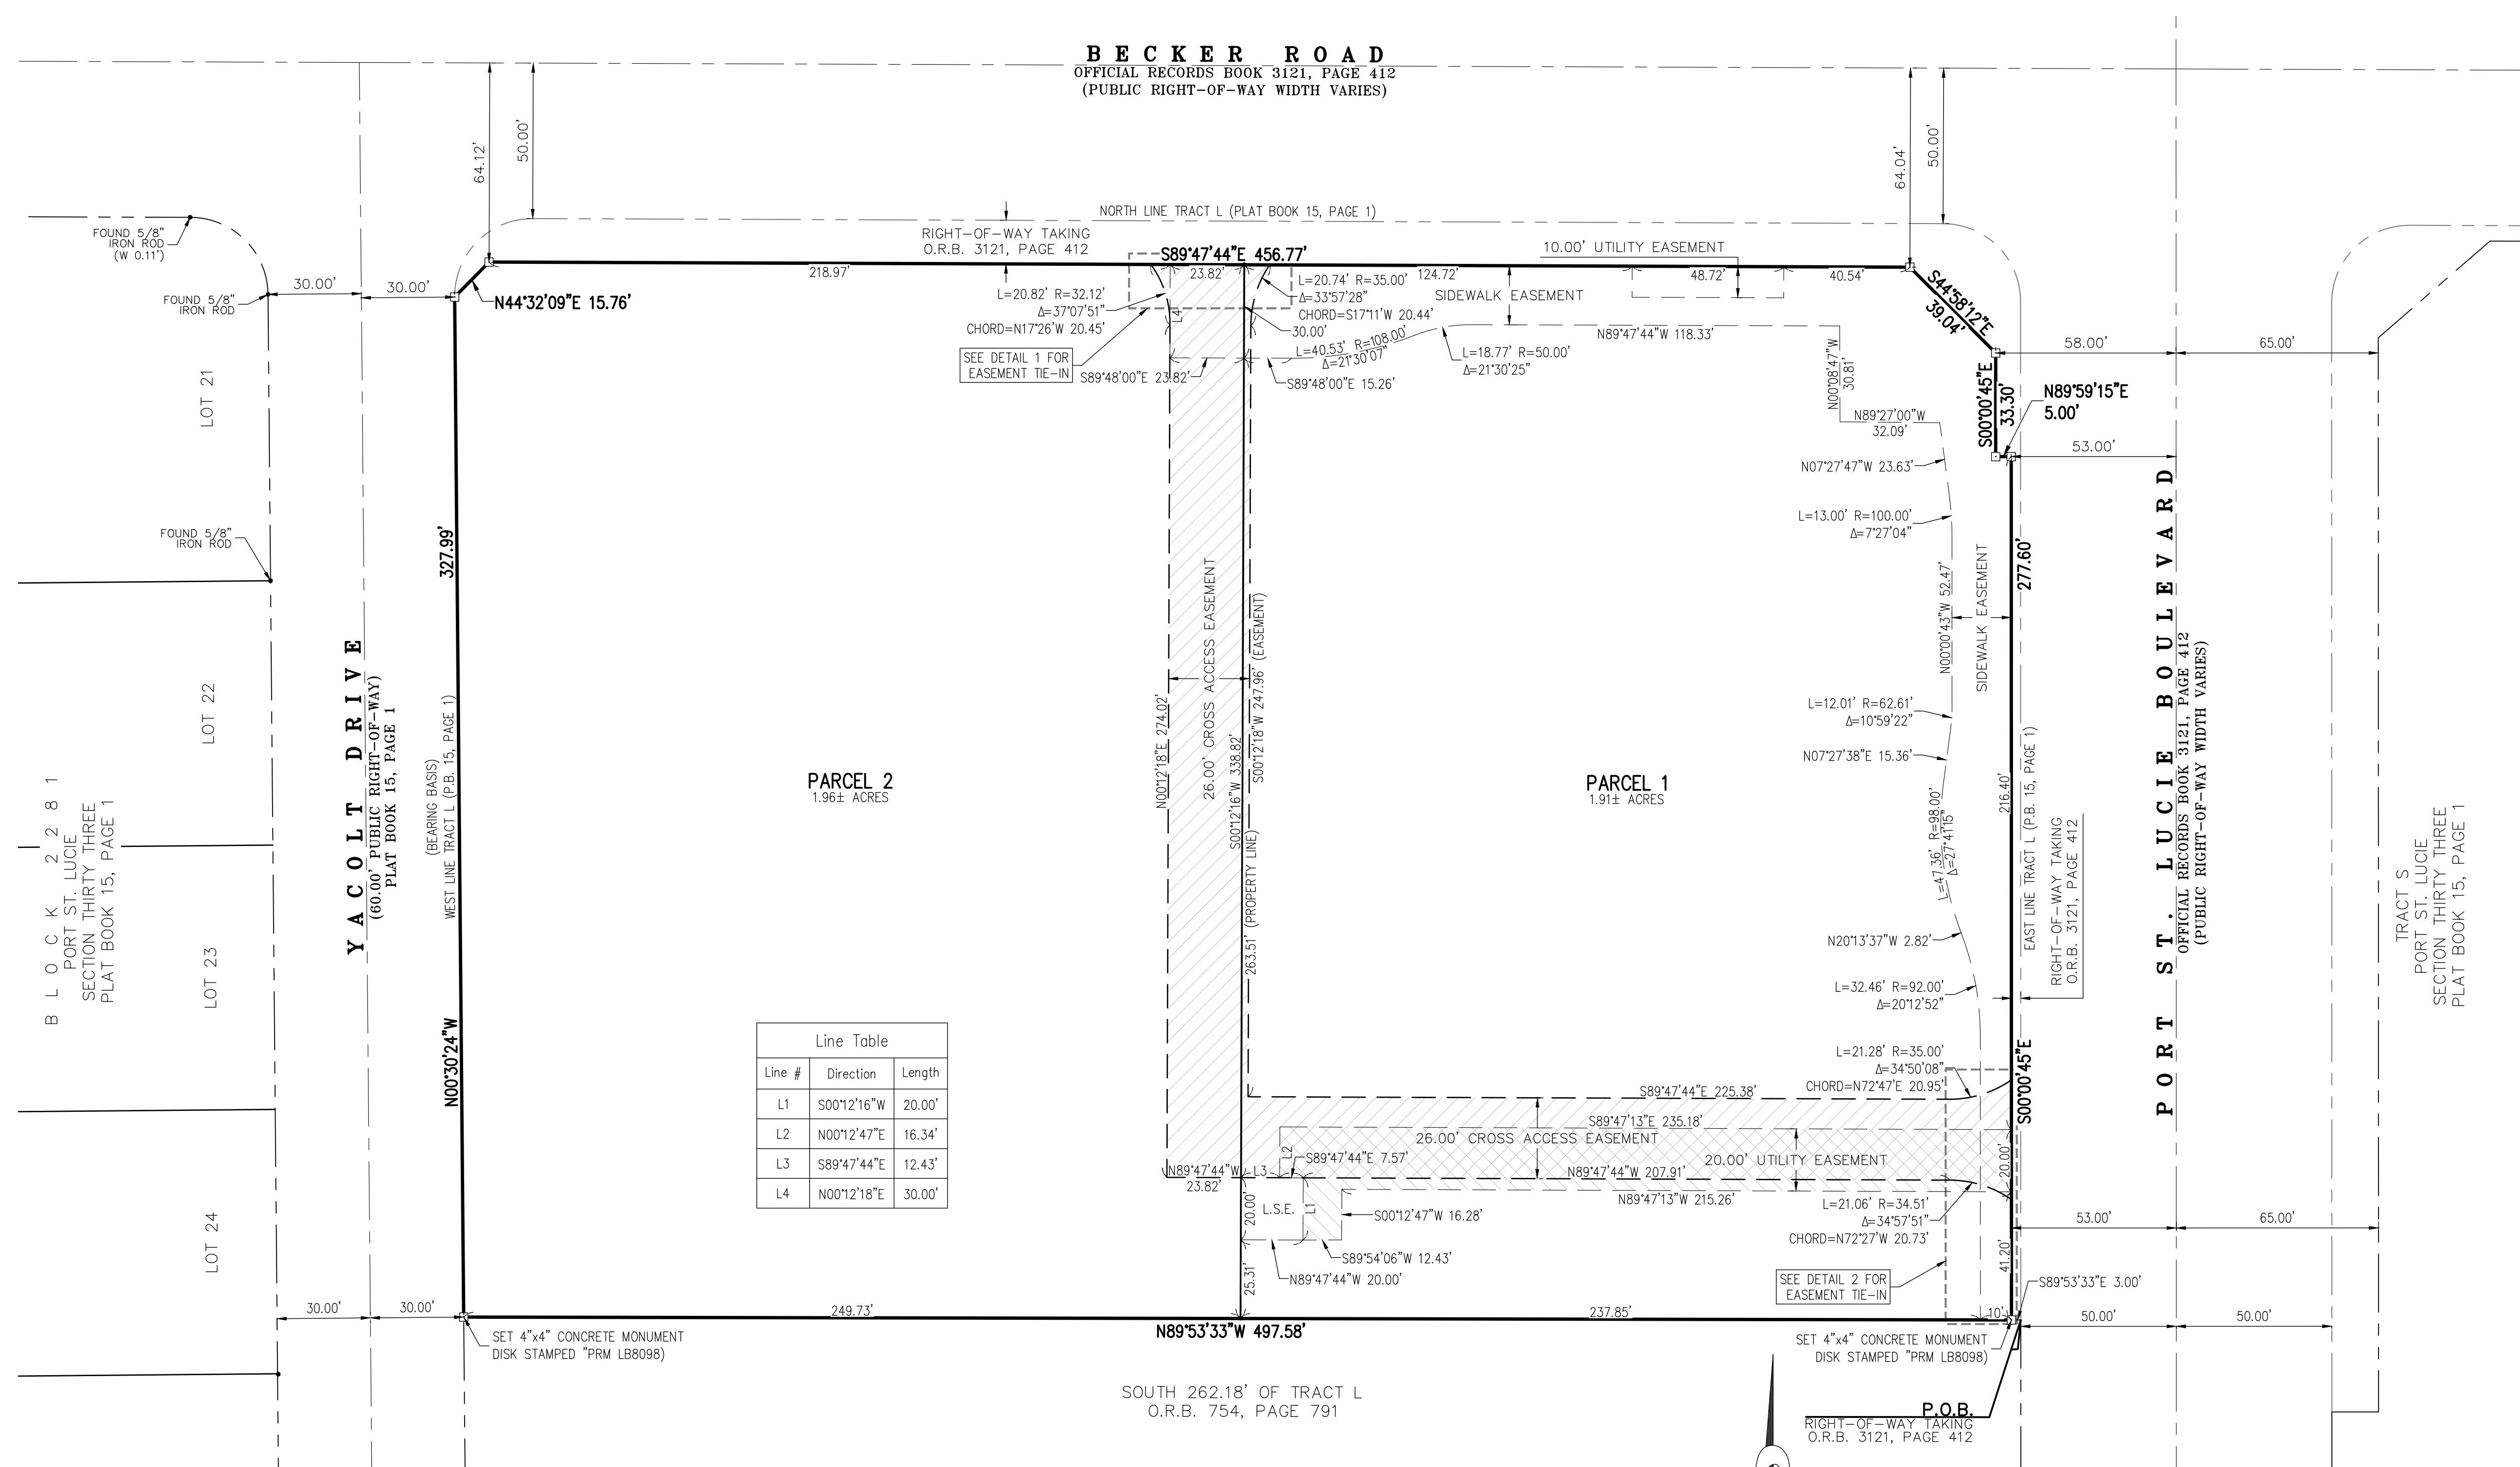 BECKER ROAD
OFFICIAL RECORDS BOOK 3121, PAGE 412
(PUBLIC RIGHT-OF-WAY WIDTH VARIES)
64.12'
50.00'
64.04'
50.00'
NORTH LINE TRACT L (PLAT BOOK 15, PAGE 1)
RIGHT-OF-WAY TAKING
O.R.B. 3121, PAGE 412
S89°47'44"E 456.77'
10.00' UTILITY EASEMENT
218.97'
23.82'
124.72'
48.72'
40.54'
FOUND 5/8"
IRON ROD
(W 0.11')
FOUND 5/8"
IRON ROD
30.00'
30.00'
N44°32'09"E 15.76'
L=20.82' R=32.12'
Δ=37°07'51"
CHORD=N17°26'W 20.45'
L4
L=20.74' R=35.00'
Δ=33°57'28"
CHORD=S17°11'W 20.44'
30.00'
SIDEWALK EASEMENT
SEE DETAIL 1 FOR
EASEMENT TIE-IN
S89°48'00"E 23.82'
L=40.53' R=108.00'
Δ=21°30'07"
S89°48'00"E 15.26'
L=18.77' R=50.00'
Δ=21°30'25"
N89°47'44"W 118.33'
N00°08'47"W
30.81'
N89°27'00"W
32.09'
S44°58'12"E
39.04'
58.00'
65.00'
S00°00'45"E
33.30'
N89°59'15"E
5.00'
53.00'
N07°27'47"W 23.63'
L=13.00' R=100.00'
Δ=7°27'04"
N00°00'43"W 52.47'
SIDEWALK EASEMENT
277.60'
L=12.01' R=62.61'
Δ=10°59'22"
N07°27'38"E 15.36'
L=47.36' R=98.00'
Δ=27°41'15"
216.40'
N20°13'37"W 2.82'
L=32.46' R=92.00'
Δ=20°12'52"
L=21.28' R=35.00'
Δ=34°50'08"
CHORD=N72°47'E 20.95'
S00°00'45"E
EAST LINE TRACT L (P.B. 15, PAGE 1)
RIGHT-OF-WAY TAKING
O.R.B. 3121, PAGE 412
PORT ST. LUCIE BOULEVARD
OFFICIAL RECORDS BOOK 3121, PAGE 412
(PUBLIC RIGHT-OF-WAY WIDTH VARIES)
TRACT S
PORT ST. LUCIE
SECTION THIRTY THREE
PLAT BOOK 15, PAGE 1
LOT 21
FOUND 5/8"
IRON ROD
LOT 22
LOT 23
LOT 24
BLOCK 2281
PORT ST. LUCIE
SECTION THIRTY THREE
PLAT BOOK 15, PAGE 1
YACOLT DRIVE
(60.00' PUBLIC RIGHT-OF-WAY)
PLAT BOOK 15, PAGE 1
327.99'
N00°30'24"W
(BEARING BASIS)
WEST LINE TRACT L (P.B. 15, PAGE 1)
PARCEL 2
1.96± ACRES
PARCEL 1
1.91± ACRES
N00°12'18"E 274.02'
26.00' CROSS ACCESS EASEMENT
S00°12'16"W 338.82'
S00°12'18"W 247.96' (EASEMENT)
263.51' (PROPERTY LINE)
Line Table
Line # Direction Length
L1 S00°12'16"W 20.00'
L2 N00°12'47"E 16.34'
L3 S89°47'44"E 12.43'
L4 N00°12'18"E 30.00'
S89°47'44"E 225.38'
S89°47'13"E 235.18'
26.00' CROSS ACCESS EASEMENT
20.00' UTILITY EASEMENT
20.00'
N89°47'44"W
23.82'
L3
L2
S89°47'44"E 7.57'
N89°47'44"W 207.91'
N89°47'13"W 215.26'
20.00'
L.S.E.
L1
S00°12'47"W 16.28'
S89°54'06"W 12.43'
N89°47'44"W 20.00'
25.31'
L=21.06' R=34.51'
Δ=34°57'51"
CHORD=N72°27'W 20.73'
41.20'
SEE DETAIL 2 FOR
EASEMENT TIE-IN
53.00'
65.00'
S89°53'33"E 3.00'
30.00'
30.00'
249.73'
237.85'
10'
50.00'
50.00'
N89°53'33"W 497.58'
SET 4"x4" CONCRETE MONUMENT
DISK STAMPED "PRM LB8098)
SET 4"x4" CONCRETE MONUMENT
DISK STAMPED "PRM LB8098)
SOUTH 262.18' OF TRACT L
O.R.B. 754, PAGE 791
P.O.B.
RIGHT-OF-WAY TAKING
O.R.B. 3121, PAGE 412